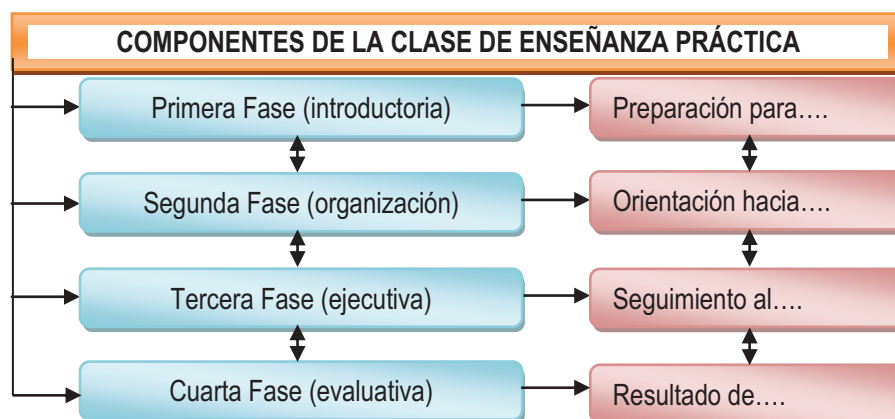 COMPONENTES DE LA CLASE DE ENSEÑANZA PRÁCTICA
Primera Fase (introductoria)
Preparación para….
Segunda Fase (organización)
Orientación hacia….
Tercera Fase (ejecutiva)
Seguimiento al….
Cuarta Fase (evaluativa)
Resultado de….